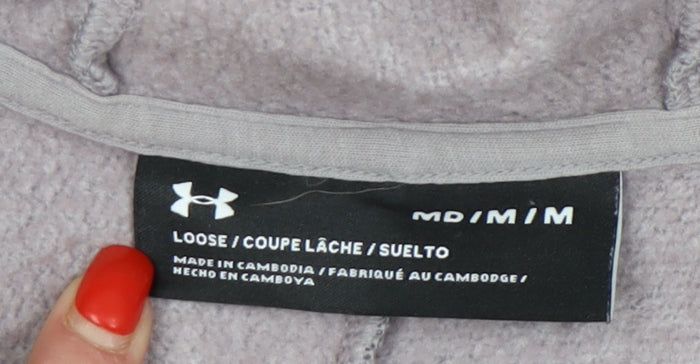 MD/M/M
LOOSE / COUPE LÂCHE / SUELTO
MADE IN CAMBODIA / FABRIQUÉ AU CAMBODGE /
HECHO EN CAMBOYA